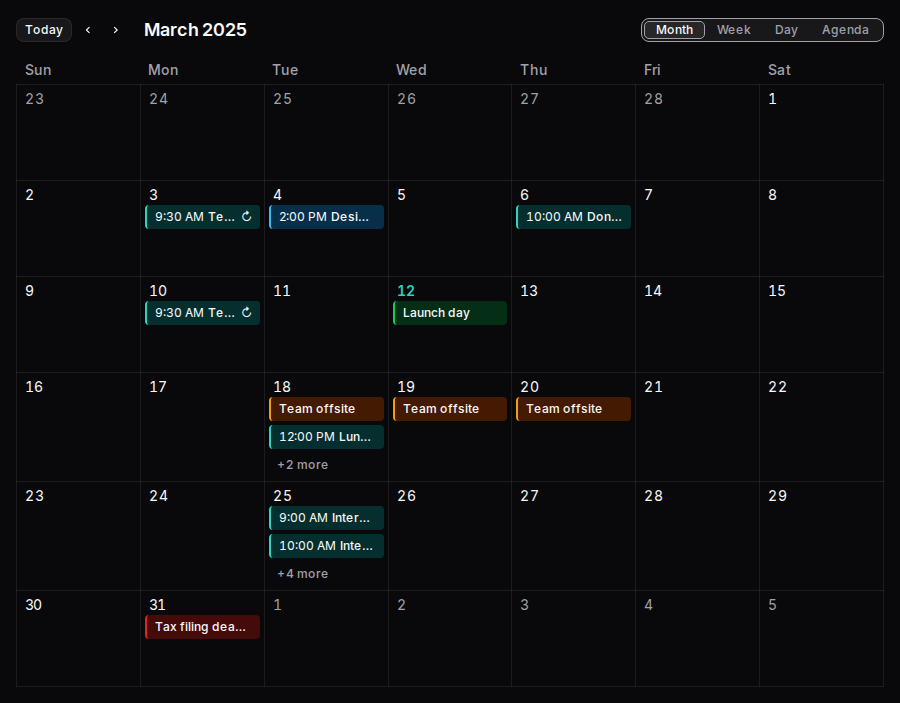 Today ‹ › March 2025 Month Week Day Agenda
Sun Mon Tue Wed Thu Fri Sat
23 24 25 26 27 28 1
2 3 4 5 6 7 8
9:30 AM Te... ↻ 2:00 PM Desi... 10:00 AM Don...
9 10 11 12 13 14 15
9:30 AM Te... ↻ Launch day
16 17 18 19 20 21 22
Team offsite Team offsite Team offsite
12:00 PM Lun...
+2 more
23 24 25 26 27 28 29
9:00 AM Inter...
10:00 AM Inte...
+4 more
30 31 1 2 3 4 5
Tax filing dea...